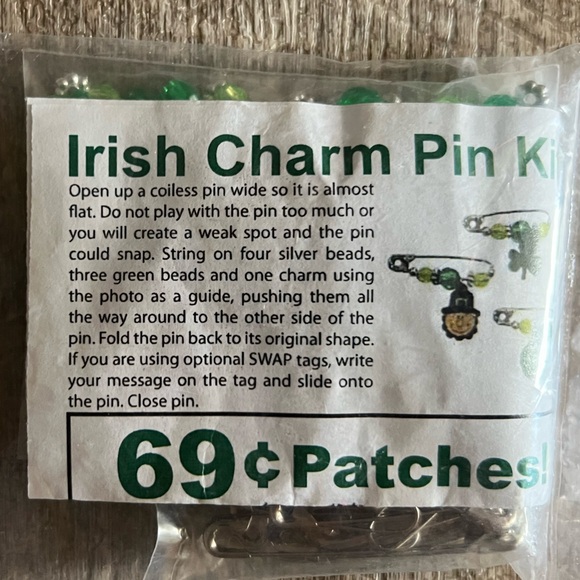 Irish Charm Pin Ki
Open up a coiless pin wide so it is almost
flat. Do not play with the pin too much or
you will create a weak spot and the pin
could snap. String on four silver beads,
three green beads and one charm using
the photo as a guide, pushing them all
the way around to the other side of the
pin. Fold the pin back to its original shape.
If you are using optional SWAP tags, write
your message on the tag and slide onto
the pin. Close pin.
69¢ Patches!